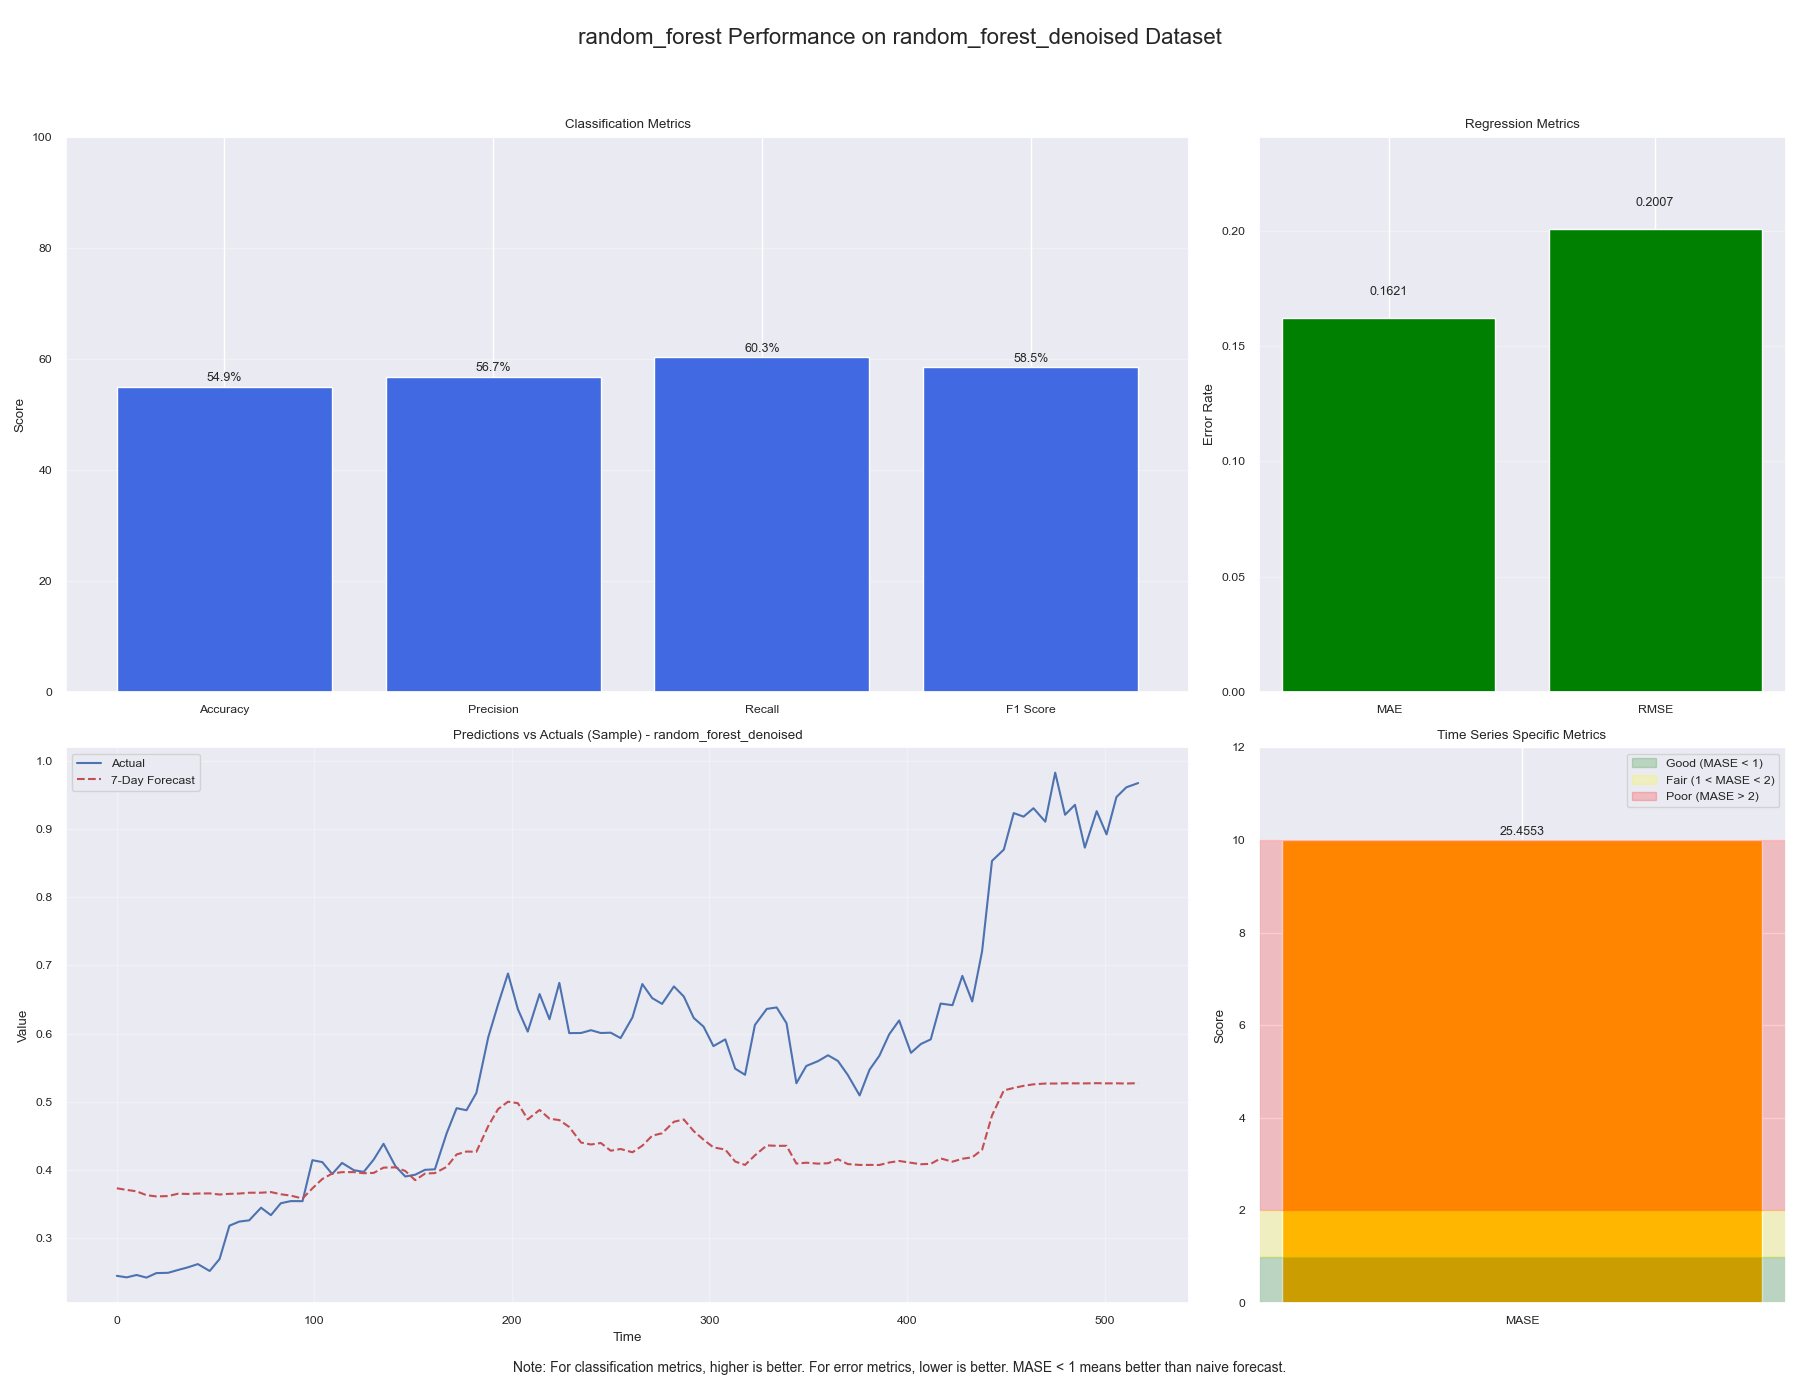 random_forest Performance on random_forest_denoised Dataset
Classification Metrics
100
80
60
40
20
0
Score
54.9%
56.7%
60.3%
58.5%
Accuracy
Precision
Recall
F1 Score
Regression Metrics
0.20
0.15
0.10
0.05
0.00
Error Rate
0.1621
0.2007
MAE
RMSE
Predictions vs Actuals (Sample) - random_forest_denoised
Actual
7-Day Forecast
1.0
0.9
0.8
0.7
0.6
0.5
0.4
0.3
Value
0
100
200
300
400
500
Time
Time Series Specific Metrics
Good (MASE < 1)
Fair (1 < MASE < 2)
Poor (MASE > 2)
12
10
8
6
4
2
0
Score
25.4553
MASE
Note: For classification metrics, higher is better. For error metrics, lower is better. MASE < 1 means better than naive forecast.